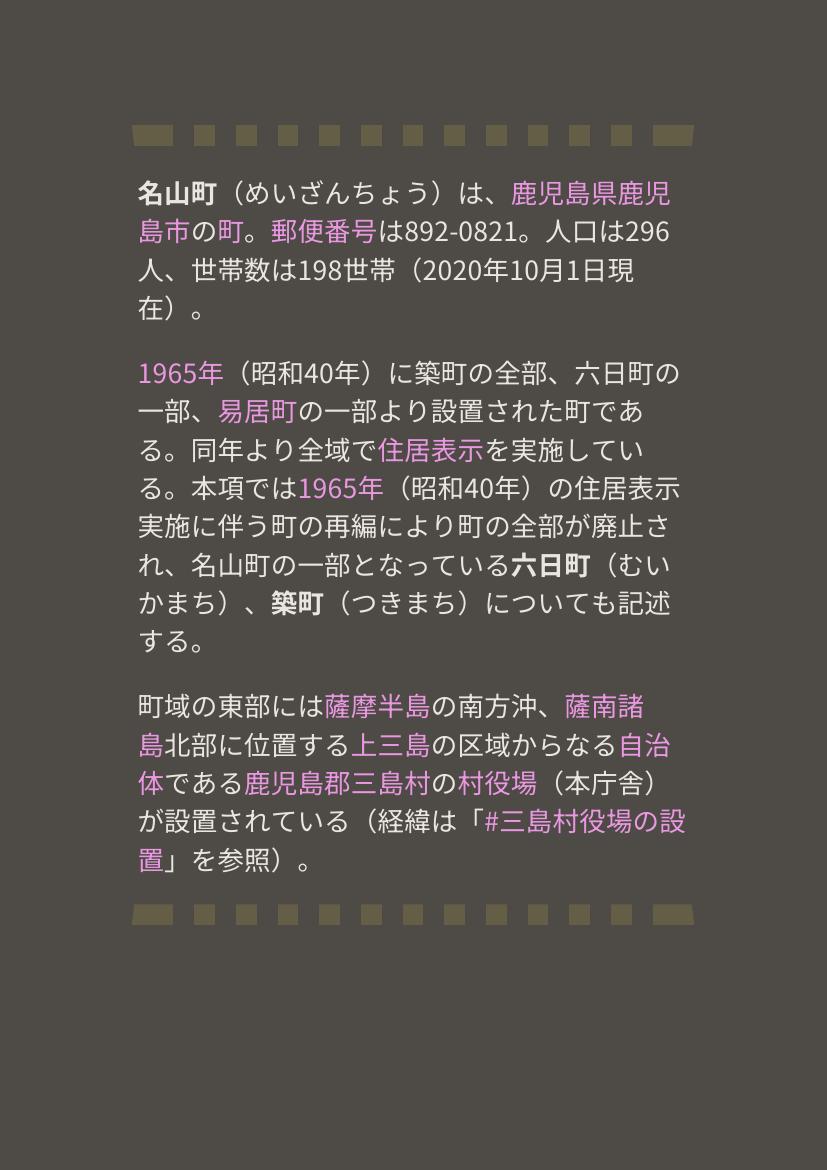 名山町（めいざんちょう）は、鹿児島県鹿児
島市の町。郵便番号は892-0821。人口は296
人、世帯数は198世帯（2020年10月1日現
在）。
1965年（昭和40年）に築町の全部、六日町の
一部、易居町の一部より設置された町であ
る。同年より全域で住居表示を実施してい
る。本項では1965年（昭和40年）の住居表示
実施に伴う町の再編により町の全部が廃止さ
れ、名山町の一部となっている六日町（むい
かまち）、築町（つきまち）についても記述
する。
町域の東部には薩摩半島の南方沖、薩南諸
島北部に位置する上三島の区域からなる自治
体である鹿児島郡三島村の村役場（本庁舎）
が設置されている（経緯は「#三島村役場の設
置」を参照）。